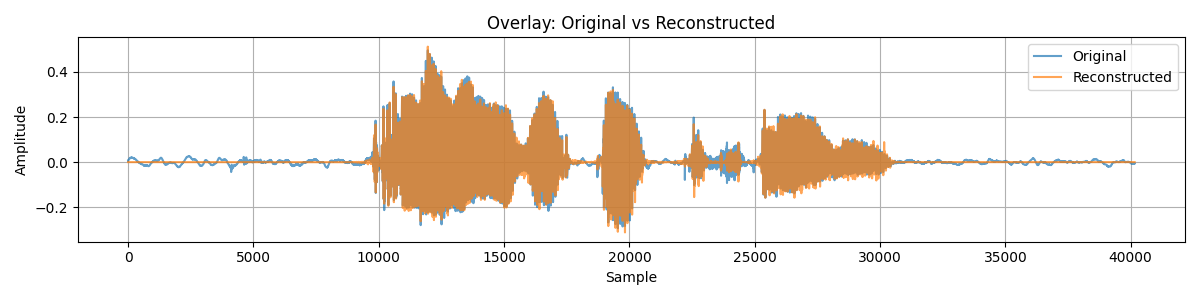 Overlay: Original vs Reconstructed
Original
Reconstructed
Amplitude
0.4
0.2
0.0
−0.2
0 5000 10000 15000 20000 25000 30000 35000 40000
Sample